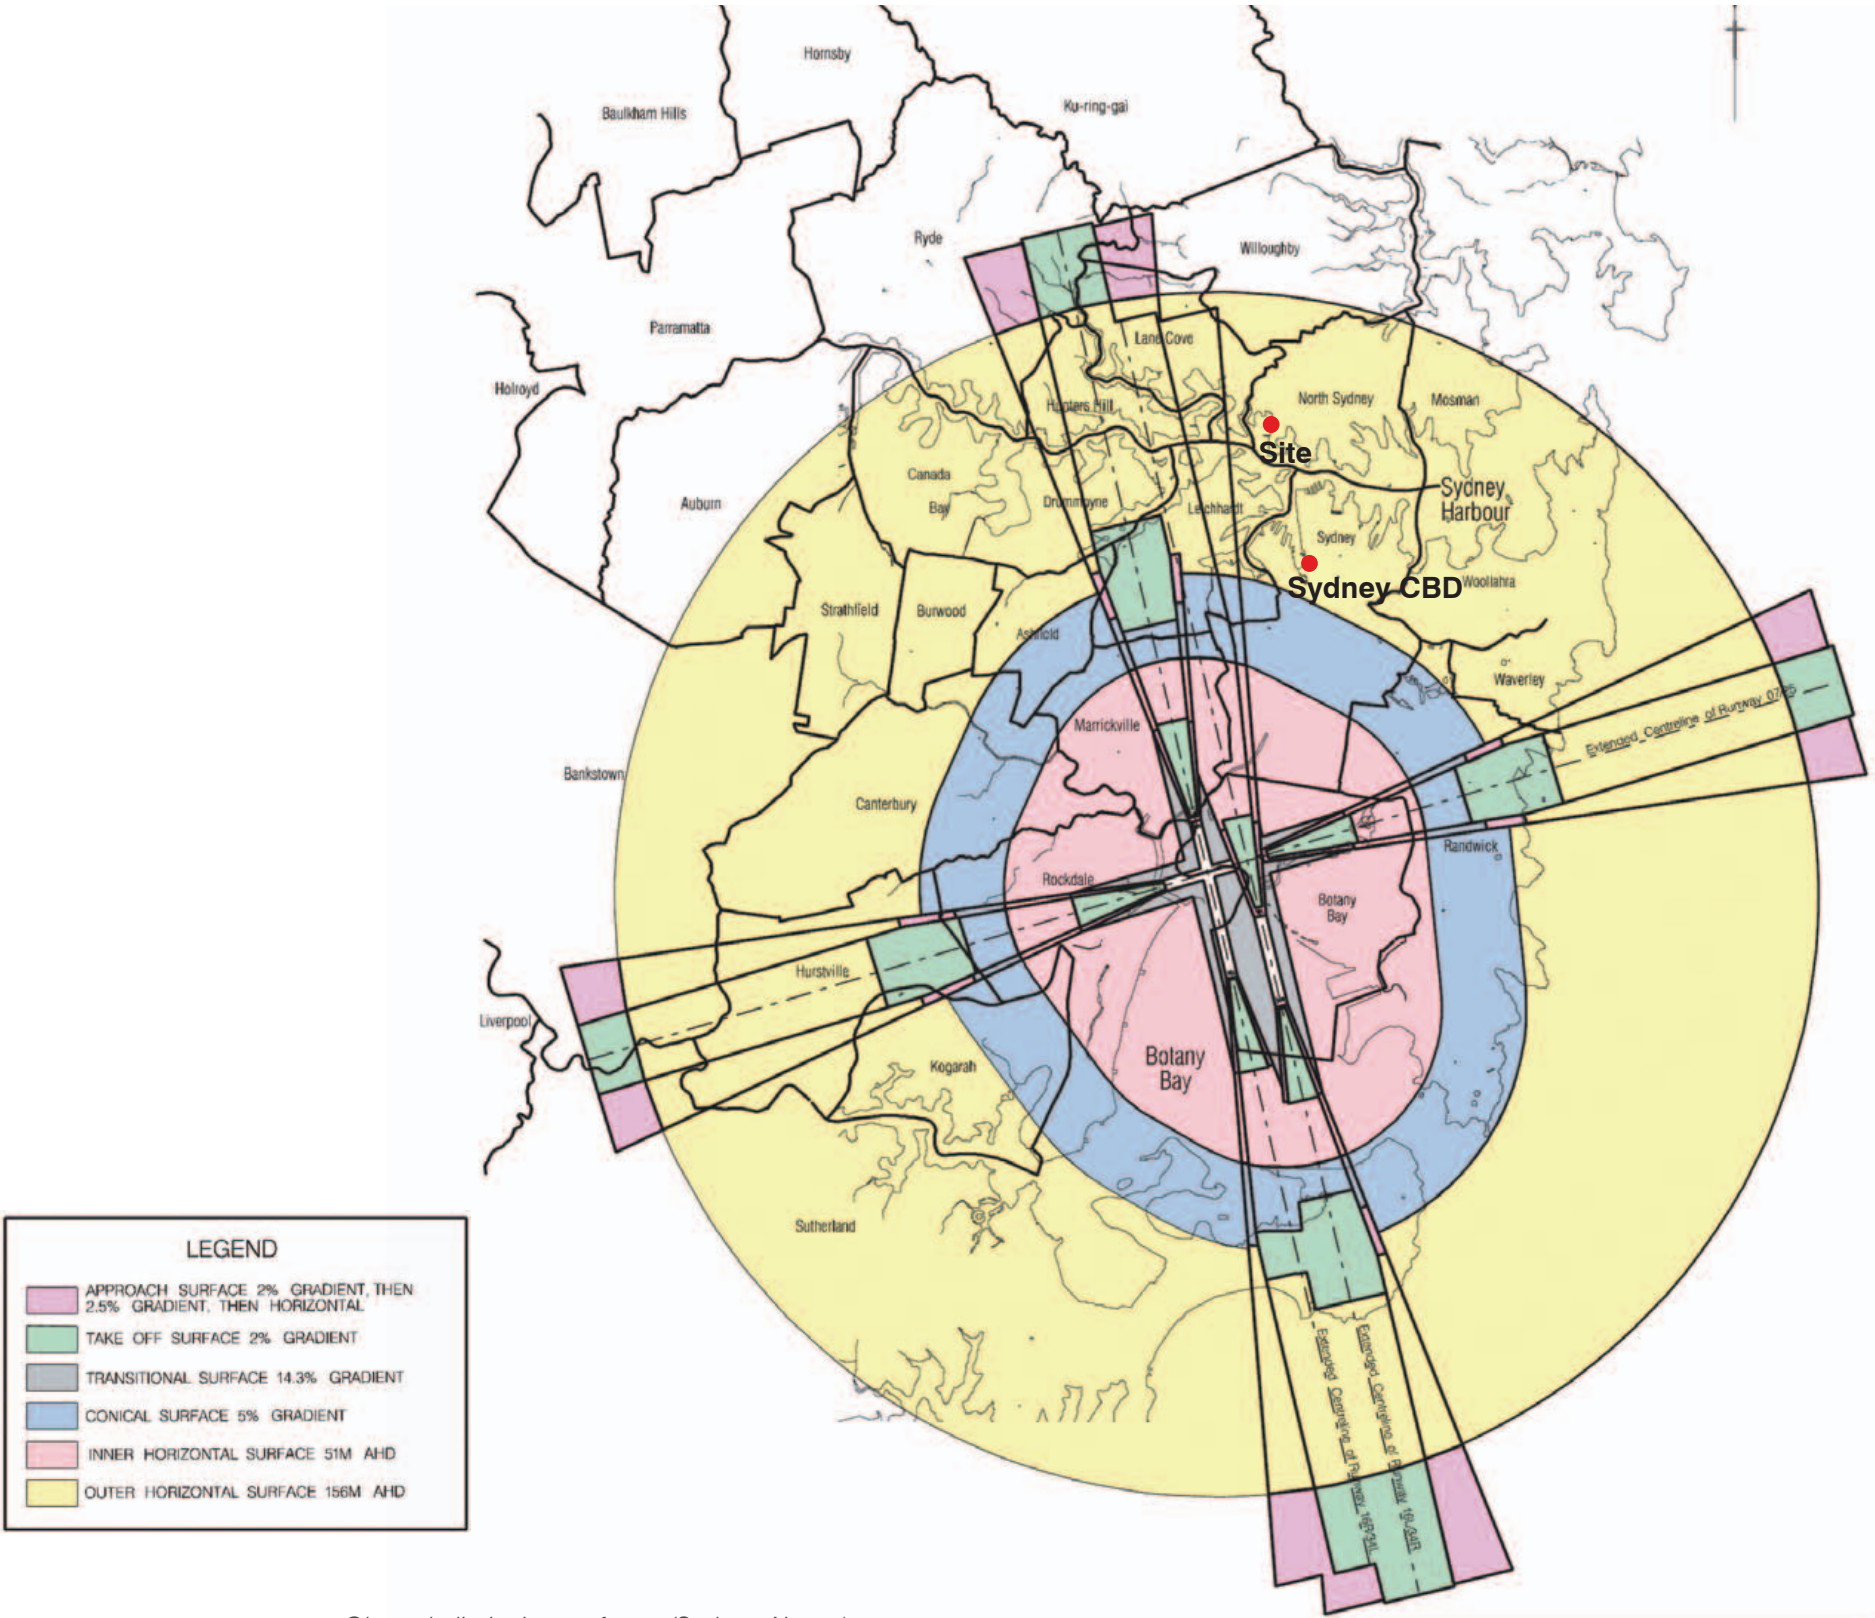 Hornsby
Ku-ring-gai
Baulkham Hills
Ryde
Willoughby
Parramatta
Lane Cove
Holroyd
Hunters Hill
North Sydney
Mosman
Site
Canada
Bay
Auburn
Drummoyne
Leichhardt
Sydney
Harbour
Sydney
Sydney CBD
Woollahra
Strathfield
Burwood
Ashfield
Waverley
Extended Centreline of Runway 07/25
Marrickville
Bankstown
Canterbury
Randwick
Rockdale
Botany
Bay
Hurstville
Liverpool
Botany
Bay
Kogarah
Sutherland
Extended Centreline of Runway 16R/34L
Extended Centreline of Runway 16L/34R
LEGEND
APPROACH SURFACE 2% GRADIENT, THEN
2.5% GRADIENT, THEN HORIZONTAL
TAKE OFF SURFACE 2% GRADIENT
TRANSITIONAL SURFACE 14.3% GRADIENT
CONICAL SURFACE 5% GRADIENT
INNER HORIZONTAL SURFACE 51M AHD
OUTER HORIZONTAL SURFACE 156M AHD